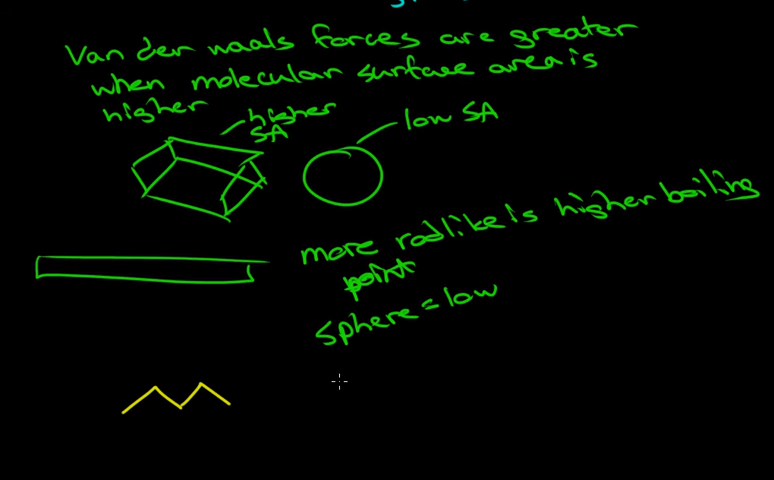 Van der waals forces are greater
when molecular surface area is
higher
higher
SA
low SA
more rodlike is higher boiling
point
sphere = low